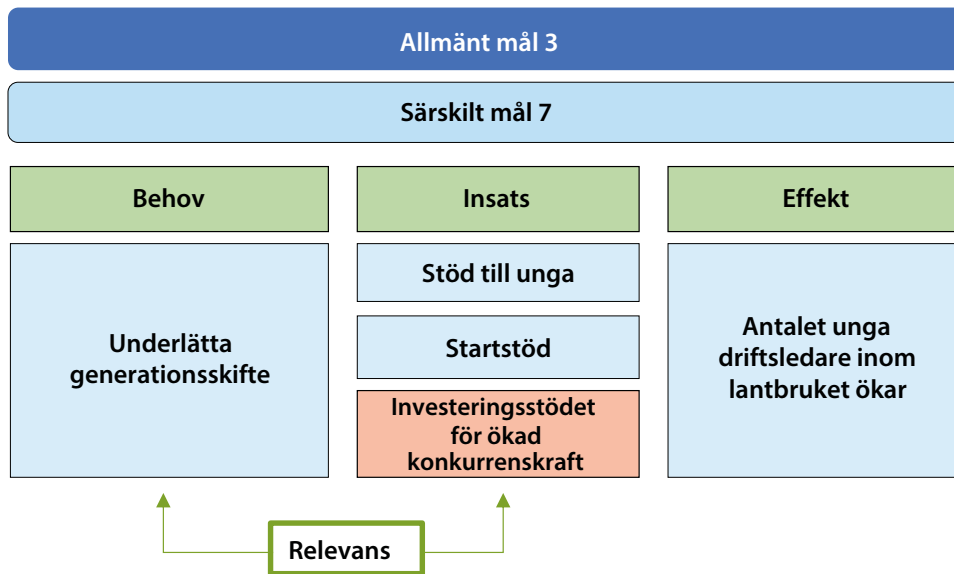 Allmänt mål 3
Särskilt mål 7
Behov
Insats
Effekt
Underlätta
generationsskifte
Stöd till unga
Startstöd
Investeringsstödet
för ökad
konkurrenskraft
Antalet unga
driftsledare inom
lantbruket ökar
Relevans